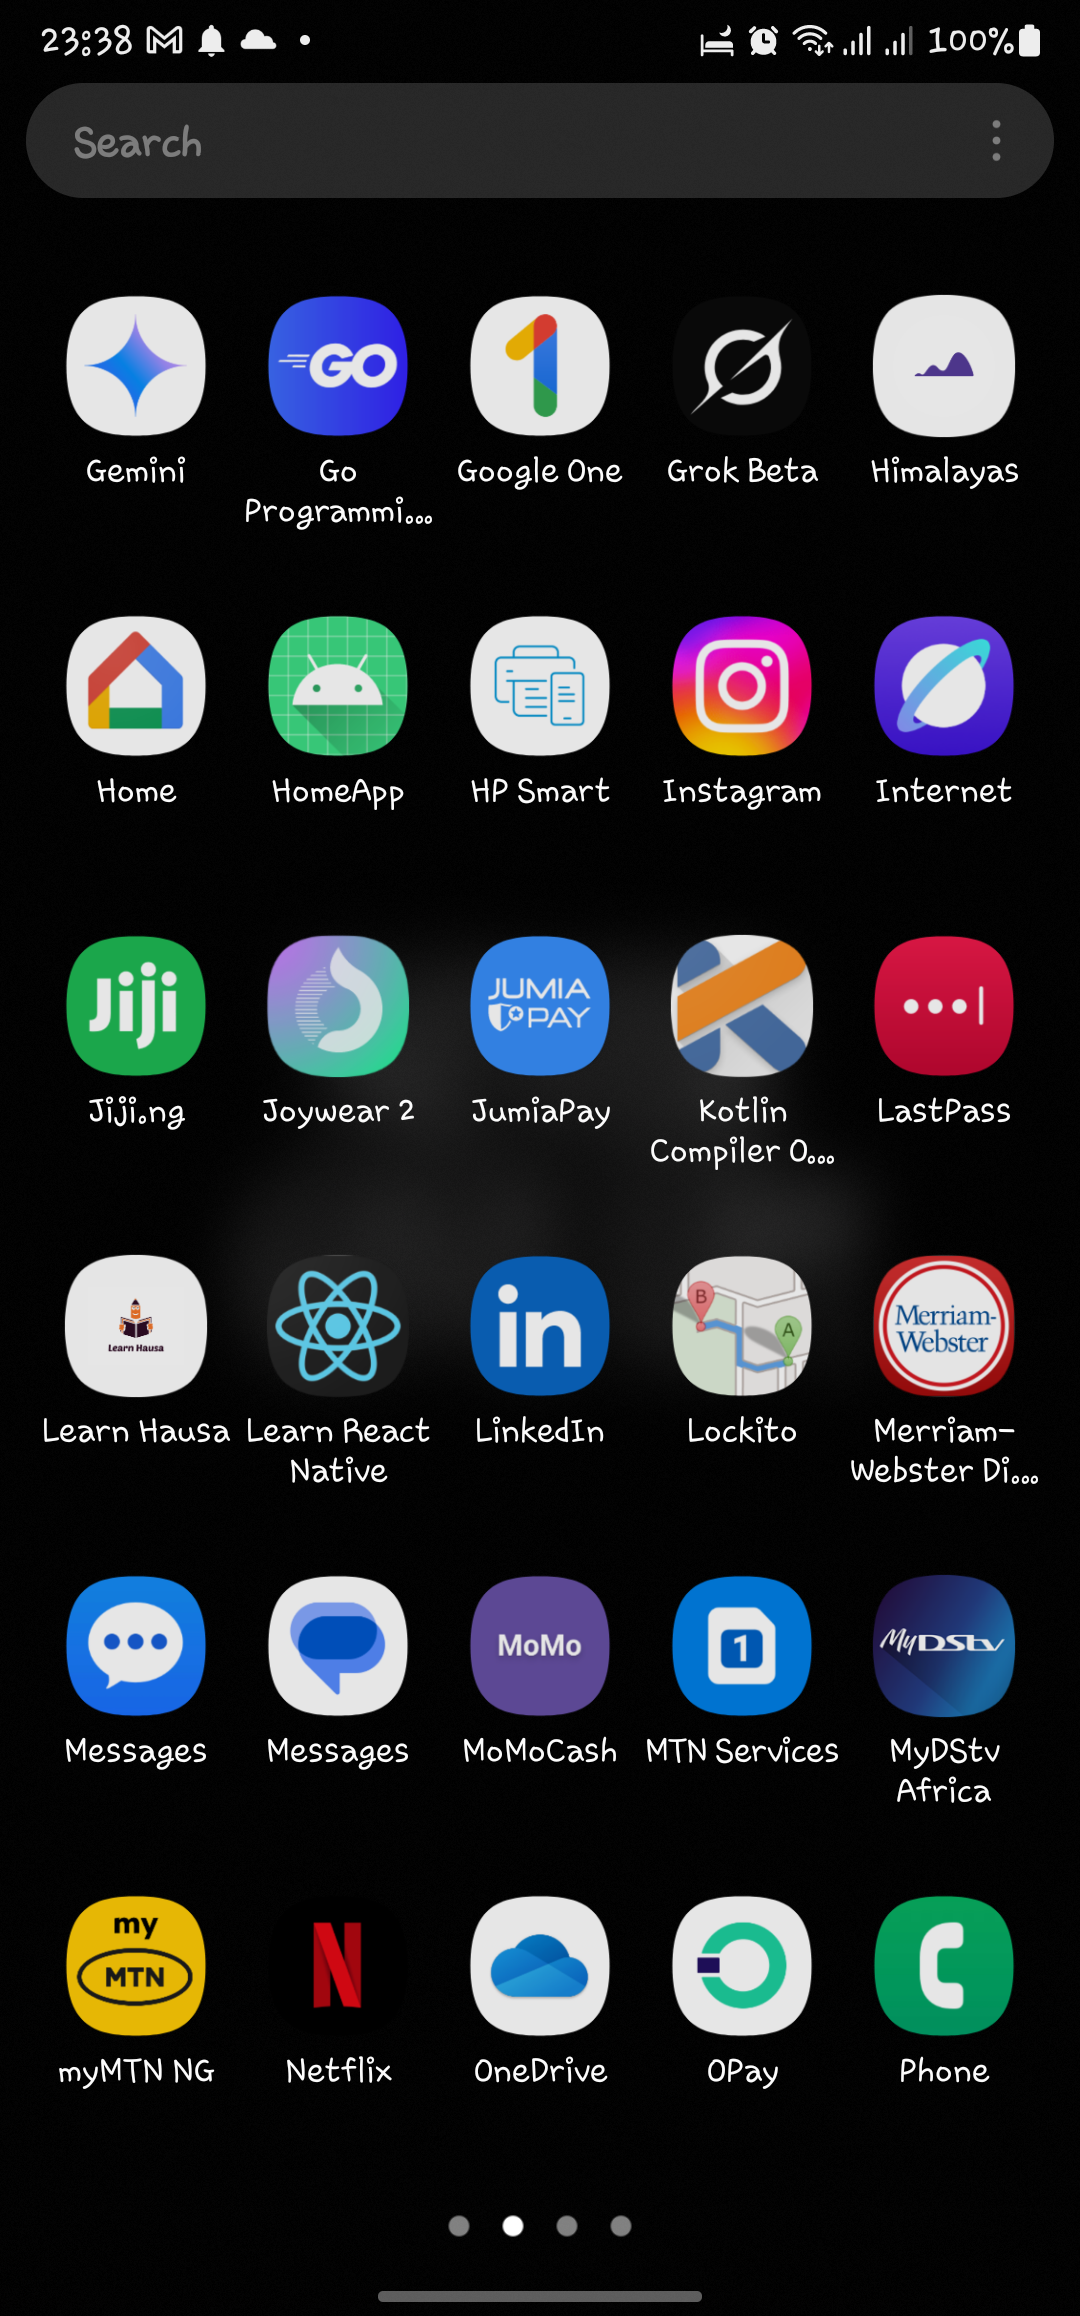 23:38
100%
Search
GO
Gemini
Go
Programmi...
Google One
Grok Beta
Himalayas
Home
HomeApp
HP Smart
Instagram
Internet
Jiji
JUMIA
PAY
Jiji.ng
Joywear 2
JumiaPay
Kotlin
Compiler O...
LastPass
Learn Hausa
in
B
A
Merriam-
Webster
Learn Hausa
Learn React
Native
LinkedIn
Lockito
Merriam-
Webster Di...
MoMo
1
MyDStv
Messages
Messages
MoMoCash
MTN Services
MyDStv
Africa
my
MTN
N
myMTN NG
Netflix
OneDrive
OPay
Phone